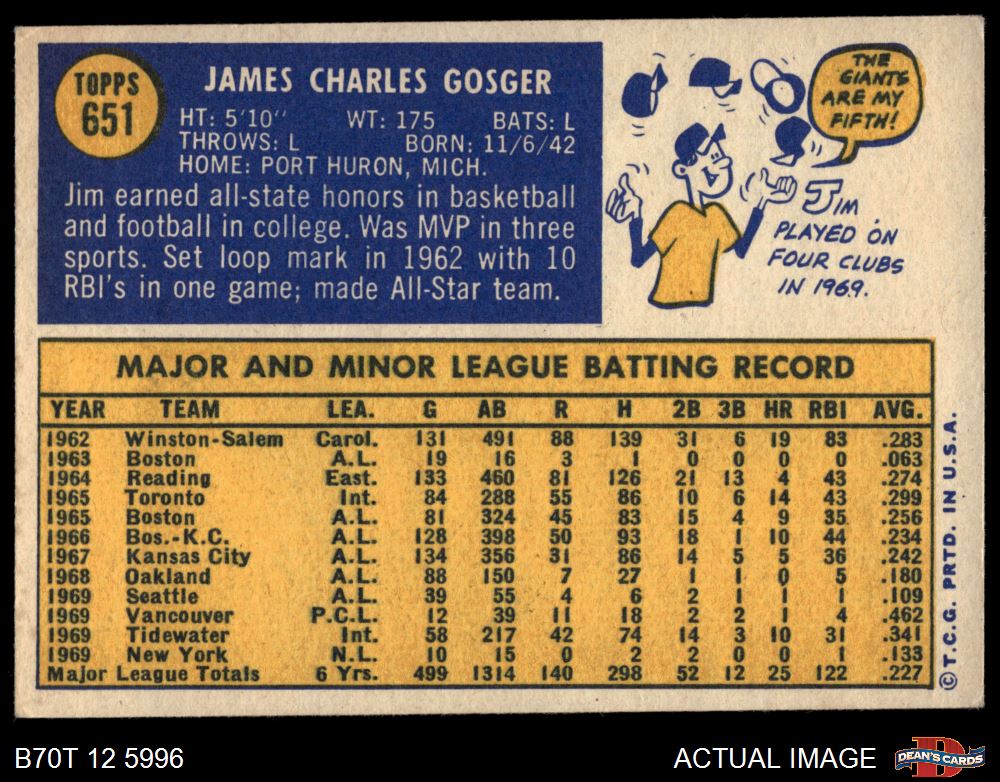 TOPPS
651
JAMES CHARLES GOSGER
HT: 5'10" WT: 175 BATS: L
THROWS: L BORN: 11/6/42
HOME: PORT HURON, MICH.
Jim earned all-state honors in basketball
and football in college. Was MVP in three
sports. Set loop mark in 1962 with 10
RBI's in one game; made All-Star team.
THE
GIANTS
ARE MY
FIFTH!
JIM
PLAYED ON
FOUR CLUBS
IN 1969.
MAJOR AND MINOR LEAGUE BATTING RECORD
YEAR TEAM LEA. G AB R H 2B 3B HR RBI AVG.
1962 Winston-Salem Carol. 131 491 88 139 31 6 19 83 .283
1963 Boston A.L. 19 16 3 1 0 0 0 0 .063
1964 Reading East. 133 460 81 126 21 13 4 43 .274
1965 Toronto Int. 84 288 55 86 10 6 14 43 .299
1965 Boston A.L. 81 324 45 83 15 4 9 35 .256
1966 Bos.-K.C. A.L. 128 398 50 93 18 1 10 44 .234
1967 Kansas City A.L. 134 356 31 86 14 5 5 36 .242
1968 Oakland A.L. 88 150 7 27 1 1 0 5 .180
1969 Seattle A.L. 39 55 4 6 2 1 1 1 .109
1969 Vancouver P.C.L. 12 39 11 18 2 2 1 4 .462
1969 Tidewater Int. 58 217 42 74 14 3 10 31 .341
1969 New York N.L. 10 15 0 2 2 0 0 1 .133
Major League Totals 6 Yrs. 499 1314 140 298 52 12 25 122 .227
©T.C.G. PRTD. IN U.S.A.
B70T 12 5996
ACTUAL IMAGE
D
DEAN'S CARDS